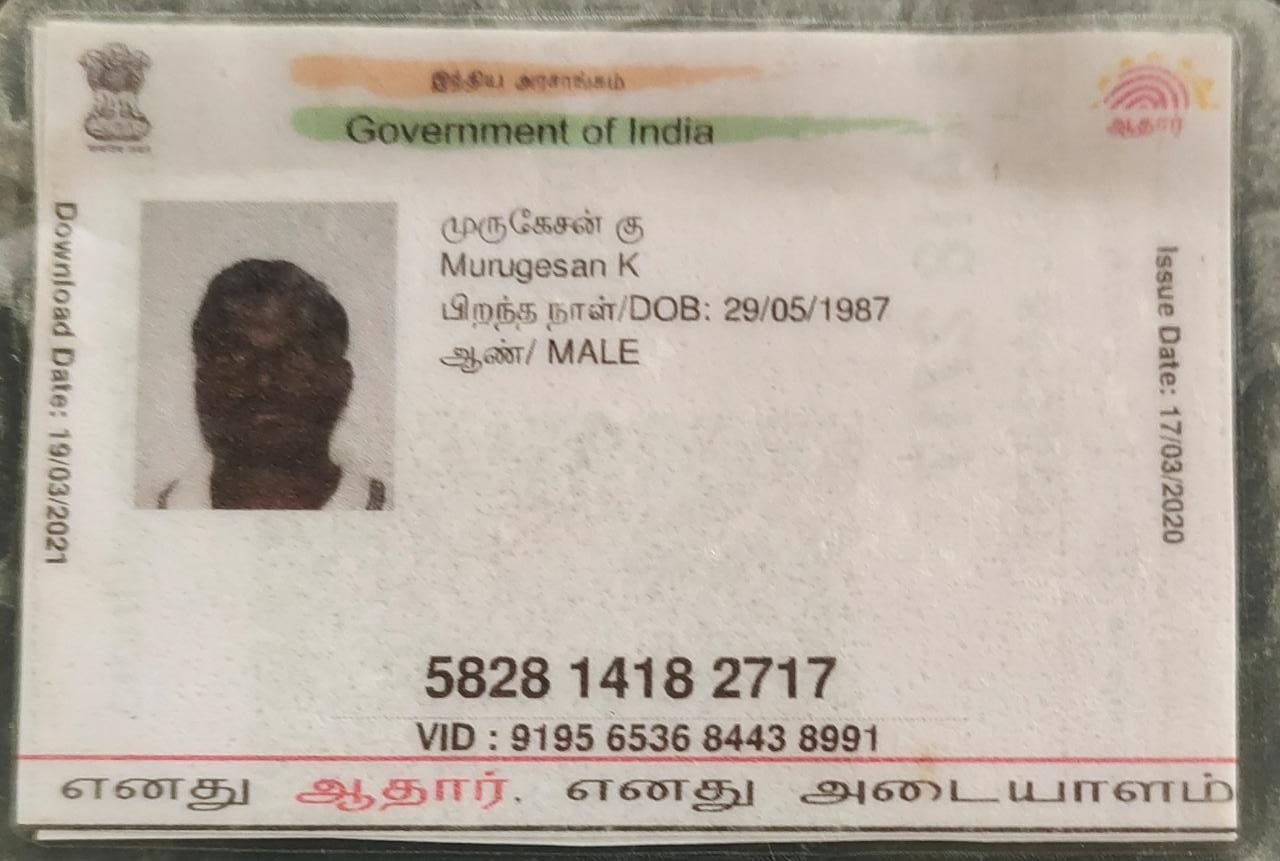 இந்திய அரசாங்கம்
Government of India
ஆதார்
Download Date: 19/03/2021
முருகேசன் கு
Murugesan K
பிறந்த நாள்/DOB: 29/05/1987
ஆண்/ MALE
Issue Date: 17/03/2020
5828 1418 2717
VID : 9195 6536 8443 8991
எனது ஆதார். எனது அடையாளம்